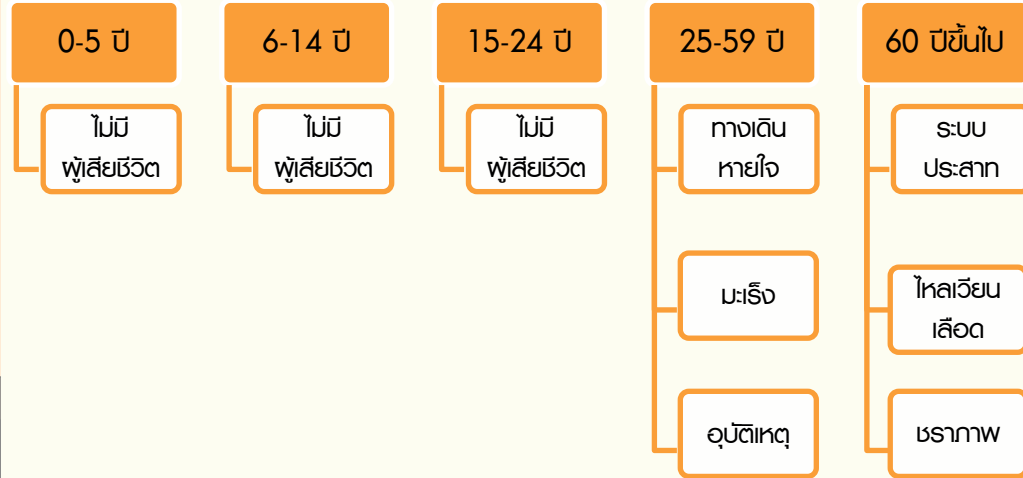 0-5 ปี
ไม่มี
ผู้เสียชีวิต
6-14 ปี
ไม่มี
ผู้เสียชีวิต
15-24 ปี
ไม่มี
ผู้เสียชีวิต
25-59 ปี
ทางเดิน
หายใจ
มะเร็ง
อุบัติเหตุ
60 ปีขึ้นไป
ระบบ
ประสาท
ไหลเวียน
เลือด
ชราภาพ